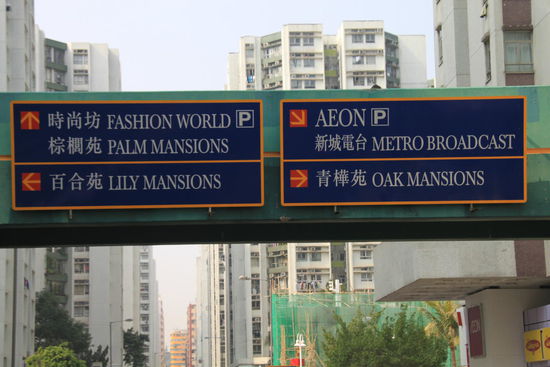 時尚坊 FASHION WORLD P
棕櫚苑 PALM MANSIONS
百合苑 LILY MANSIONS
AEON P
新城電台 METRO BROADCAST
青樺苑 OAK MANSIONS
AEON